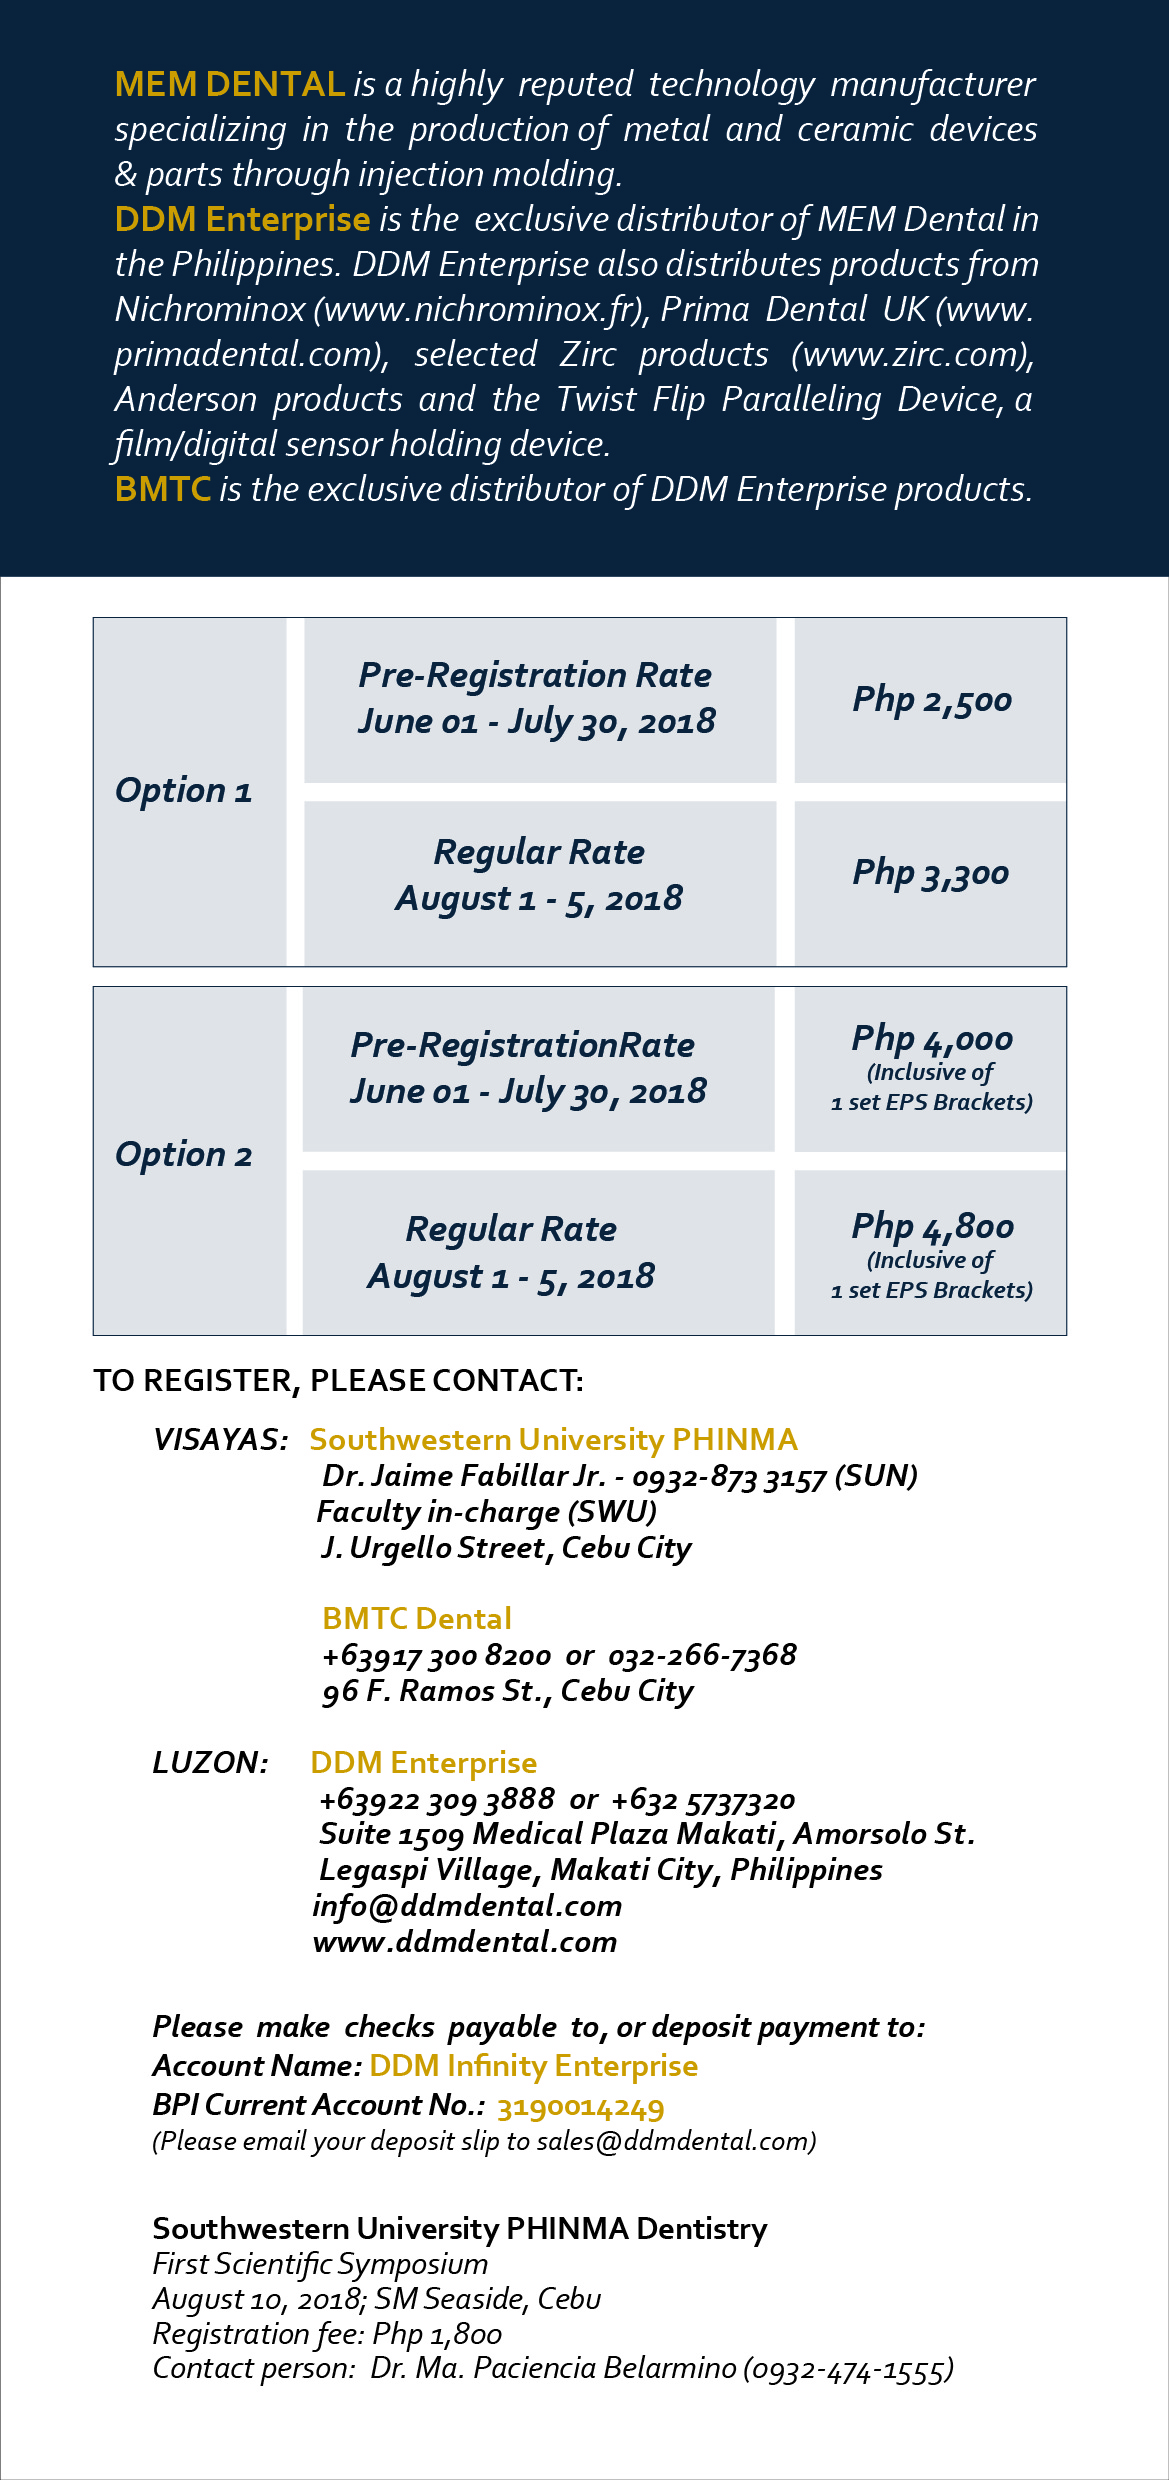 MEM DENTAL is a highly reputed technology manufacturer
specializing in the production of metal and ceramic devices
& parts through injection molding.
DDM Enterprise is the exclusive distributor of MEM Dental in
the Philippines. DDM Enterprise also distributes products from
Nichrominox (www.nichrominox.fr), Prima Dental UK (www.
primadental.com), selected Zirc products (www.zirc.com),
Anderson products and the Twist Flip Paralleling Device, a
film/digital sensor holding device.
BMTC is the exclusive distributor of DDM Enterprise products.
Option 1
Pre-Registration Rate
June 01 - July 30, 2018
Php 2,500
Regular Rate
August 1 - 5, 2018
Php 3,300
Option 2
Pre-RegistrationRate
June 01 - July 30, 2018
Php 4,000
(Inclusive of
1 set EPS Brackets)
Regular Rate
August 1 - 5, 2018
Php 4,800
(Inclusive of
1 set EPS Brackets)
TO REGISTER, PLEASE CONTACT:
VISAYAS: Southwestern University PHINMA
Dr. Jaime Fabillar Jr. - 0932-873 3157 (SUN)
Faculty in-charge (SWU)
J. Urgello Street, Cebu City
BMTC Dental
+63917 300 8200 or 032-266-7368
96 F. Ramos St., Cebu City
LUZON: DDM Enterprise
+63922 309 3888 or +632 5737320
Suite 1509 Medical Plaza Makati, Amorsolo St.
Legaspi Village, Makati City, Philippines
info@ddmdental.com
www.ddmdental.com
Please make checks payable to, or deposit payment to:
Account Name: DDM Infinity Enterprise
BPI Current Account No.: 3190014249
(Please email your deposit slip to sales@ddmdental.com)
Southwestern University PHINMA Dentistry
First Scientific Symposium
August 10, 2018; SM Seaside, Cebu
Registration fee: Php 1,800
Contact person: Dr. Ma. Paciencia Belarmino (0932-474-1555)